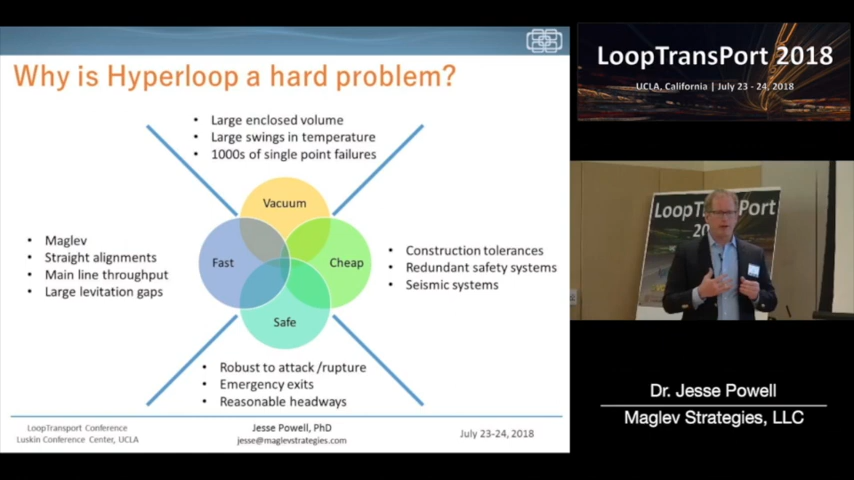 Why is Hyperloop a hard problem?
• Large enclosed volume
• Large swings in temperature
• 1000s of single point failures
Vacuum
Fast
Cheap
Safe
• Maglev
• Straight alignments
• Main line throughput
• Large levitation gaps
• Construction tolerances
• Redundant safety systems
• Seismic systems
• Robust to attack/rupture
• Emergency exits
• Reasonable headways
LoopTransport Conference
Luskin Conference Center, UCLA
Jesse Powell, PhD
jesse@maglevstrategies.com
July 23-24, 2018
LoopTransPort 2018
UCLA, California | July 23 - 24, 2018
Dr. Jesse Powell
Maglev Strategies, LLC